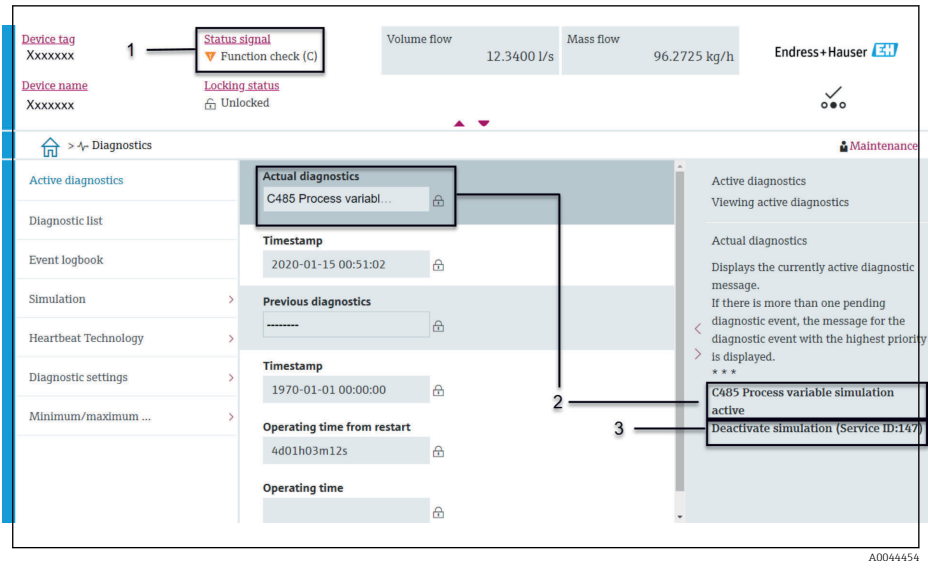 Device tag
Xxxxxxx
1
Status signal
Function check (C)
Volume flow
12.3400 l/s
Mass flow
96.2725 kg/h
Endress+Hauser EH
Device name
Xxxxxxx
Locking status
Unlocked
> Diagnostics
Maintenance
Active diagnostics
Diagnostic list
Event logbook
Simulation >
Heartbeat Technology >
Diagnostic settings >
Minimum/maximum ... >
Actual diagnostics
C485 Process variabl...
Timestamp
2020-01-15 00:51:02
Previous diagnostics
--------
Timestamp
1970-01-01 00:00:00
Operating time from restart
4d01h03m12s
Operating time
2
3
<
>
Active diagnostics
Viewing active diagnostics
Actual diagnostics
Displays the currently active diagnostic
message.
If there is more than one pending
diagnostic event, the message for the
diagnostic event with the highest priority
is displayed.
* * *
C485 Process variable simulation
active
Deactivate simulation (Service ID:147)
A0044454